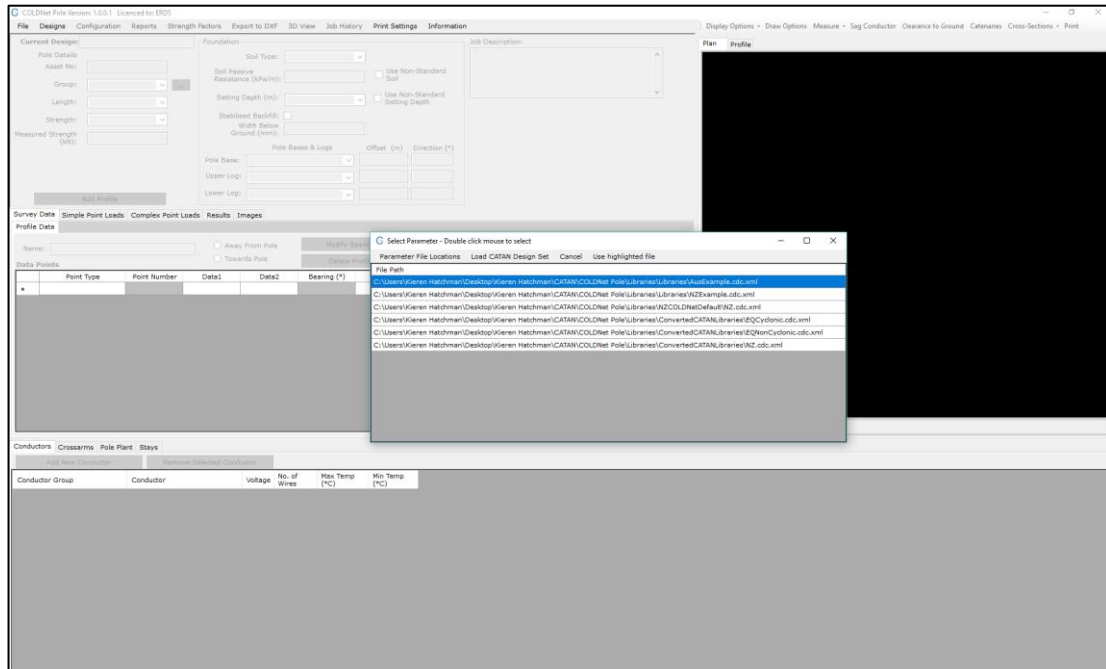 COLDNet Pole Version: 1.0.0.1 Licenced to: ERDS
File Designs Configuration Reports Strength Factors Export to DXF 3D View Job History Print Settings Information
Display Options Draw Options Measure Sag Conductor Clearance to Ground Catenaries Cross-Sections Print
Current Design:
Pole Details
Asset No:
Group:
Length:
Strength:
Measured Strength (kN):
Add Profile
Foundation
Soil Type:
Soil Passive
Resistance (kPa/m):
Use Non-Standard
Soil
Setting Depth (m):
Use Non-Standard
Setting Depth
Stabilised Backfill:
Width Below
Ground (mm):
Pole Bases & Logs Offset (m) Direction (°)
Pole Base:
Upper Log:
Lower Log:
Job Description:
Plan Profile
Survey Data Simple Point Loads Complex Point Loads Results Images
Profile Data
Name:
Away From Pole
Towards Pole
Data Points
Point Type Point Number Data1 Data2 Bearing (°)
Select Parameter - Double click mouse to select
Parameter File Locations Load CATAN Design Set Cancel Use highlighted file
File Path
C:\Users\Kieren Hatchman\Desktop\Kieren Hatchman\CATAN\COLDNet Pole\Libraries\Libraries\AusExample.cdc.xml
C:\Users\Kieren Hatchman\Desktop\Kieren Hatchman\CATAN\COLDNet Pole\Libraries\Libraries\NZExample.cdc.xml
C:\Users\Kieren Hatchman\Desktop\Kieren Hatchman\CATAN\COLDNet Pole\Libraries\NZCOLDNetDefault\NZ.cdc.xml
C:\Users\Kieren Hatchman\Desktop\Kieren Hatchman\CATAN\COLDNet Pole\Libraries\ConvertedCATANLibraries\EQCyclonic.cdc.xml
C:\Users\Kieren Hatchman\Desktop\Kieren Hatchman\CATAN\COLDNet Pole\Libraries\ConvertedCATANLibraries\EQNonCyclonic.cdc.xml
C:\Users\Kieren Hatchman\Desktop\Kieren Hatchman\CATAN\COLDNet Pole\Libraries\ConvertedCATANLibraries\NZ.cdc.xml
Conductors Crossarms Pole Plant Stays
Add New Conductor Remove Selected Conductor
Conductor Group Conductor Voltage No. of Wires Max Temp (°C) Min Temp (°C)